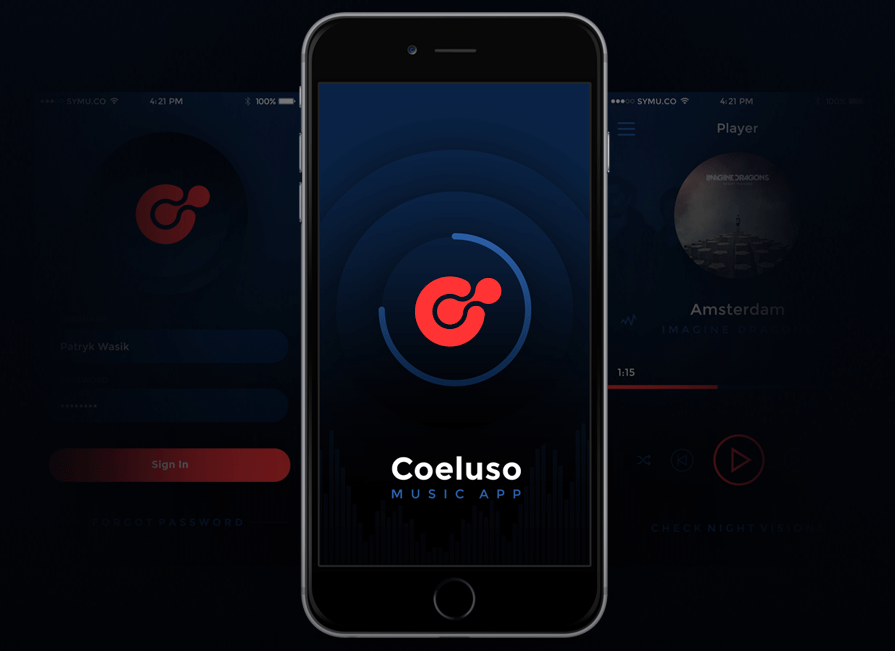 SYMU.CO
4:21 PM
100%
Patryk Wasik
••••••••
Sign In
FORGOT PASSWORD
Coeluso
MUSIC APP
SYMU.CO
4:21 PM
100%
Player
IMAGINE DRAGONS
Amsterdam
IMAGINE DRAGONS
1:15
CHECK NIGHT VISIONS